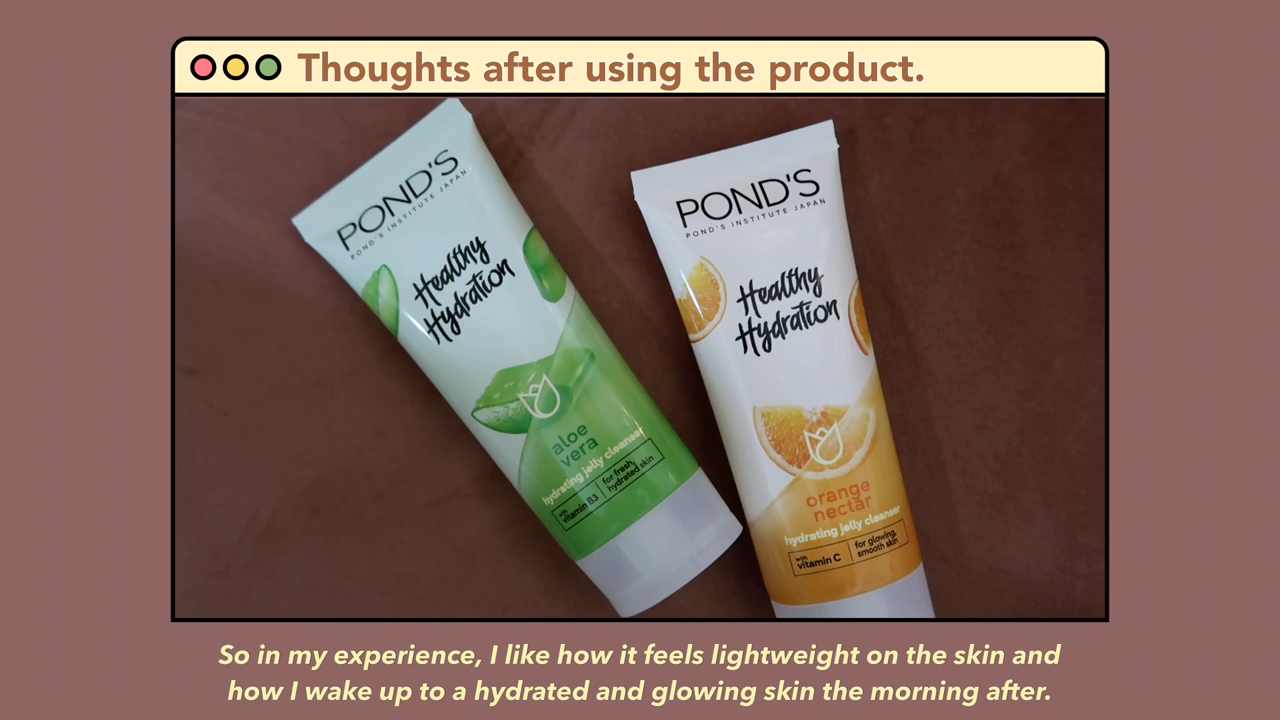 Thoughts after using the product.
POND'S
POND'S INSTITUTE JAPAN
Healthy
Hydration
aloe
vera
hydrating jelly cleanser
with
vitamin B3
for fresh,
hydrated skin
POND'S
POND'S INSTITUTE JAPAN
Healthy
Hydration
orange
nectar
hydrating jelly cleanser
with
vitamin C
for glowing,
smooth skin
So in my experience, I like how it feels lightweight on the skin and
how I wake up to a hydrated and glowing skin the morning after.